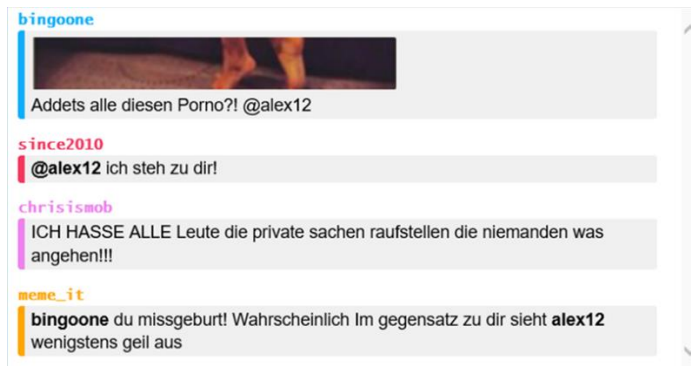 bingoone
Addets alle diesen Porno?! @alex12
since2010
@alex12 ich steh zu dir!
chrisismob
ICH HASSE ALLE Leute die private sachen raufstellen die niemanden was
angehen!!!
meme_it
bingoone du missgeburt! Wahrscheinlich Im gegensatz zu dir sieht alex12
wenigstens geil aus